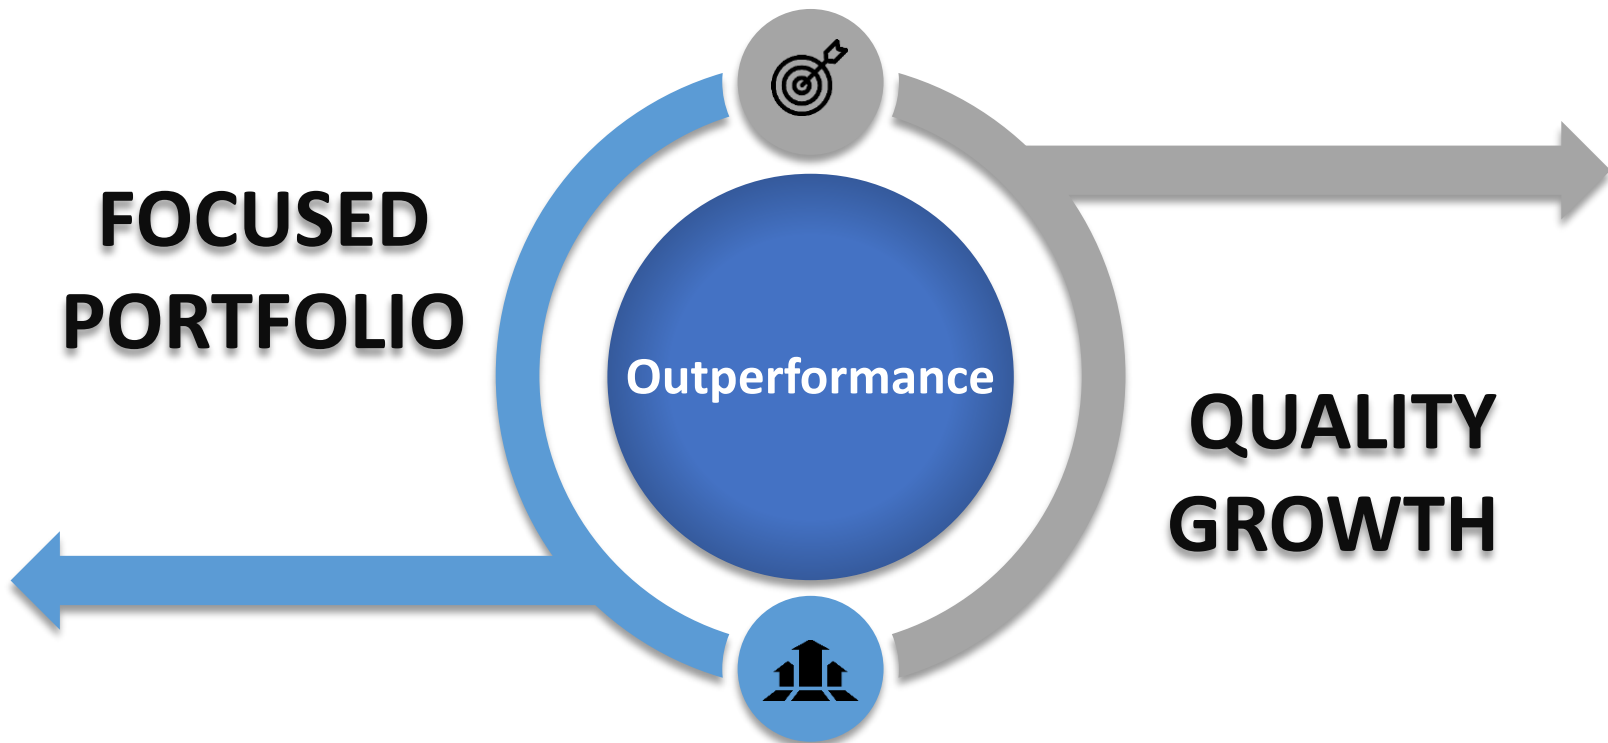 FOCUSED
PORTFOLIO
Outperformance
QUALITY
GROWTH